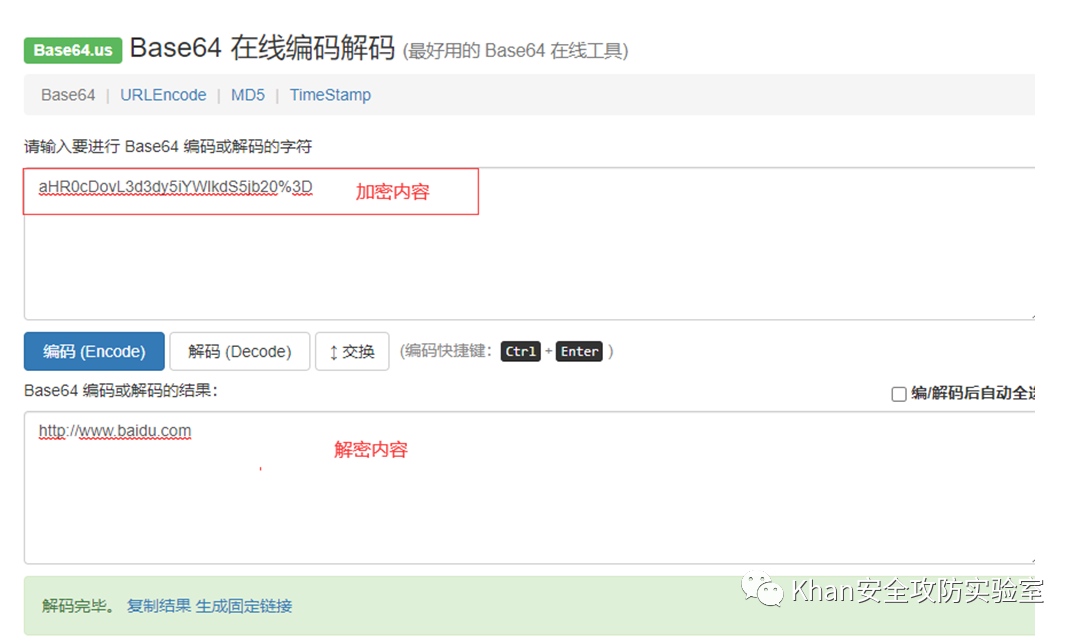 Base64.us Base64 在线编码解码 (最好用的 Base64 在线工具)
Base64 | URLEncode | MD5 | TimeStamp
请输入要进行 Base64 编码或解码的字符
aHR0cDovL3d3dy5iYWlkdS5jb20%3D 加密内容
编码 (Encode) 解码 (Decode) ↕ 交换 (编码快捷键: Ctrl + Enter )
Base64 编码或解码的结果: 编/解码后自动全
http://www.baidu.com
解密内容
解码完毕。 复制结果 生成固定链接
Khan安全攻防实验室